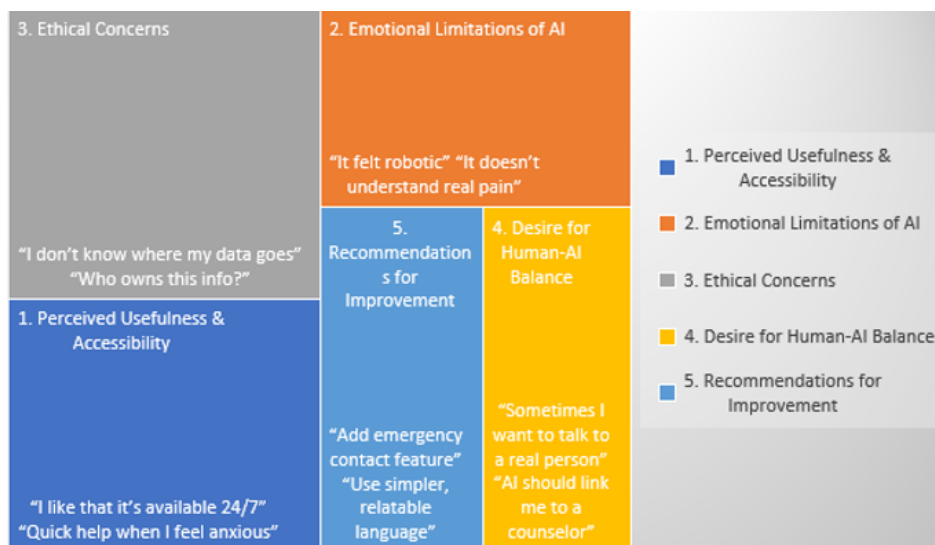 3. Ethical Concerns
“I don’t know where my data goes”
“Who owns this info?”
2. Emotional Limitations of AI
“It felt robotic” “It doesn’t
understand real pain”
1. Perceived Usefulness &
Accessibility
“I like that it’s available 24/7”
“Quick help when I feel anxious”
5.
Recommendation
s for
Improvement
“Add emergency
contact feature”
“Use simpler,
relatable
language”
4. Desire for
Human-AI
Balance
“Sometimes I
want to talk to
a real person”
“AI should link
me to a
counselor”
1. Perceived Usefulness &
Accessibility
2. Emotional Limitations of AI
3. Ethical Concerns
4. Desire for Human-AI Balance
5. Recommendations for
Improvement